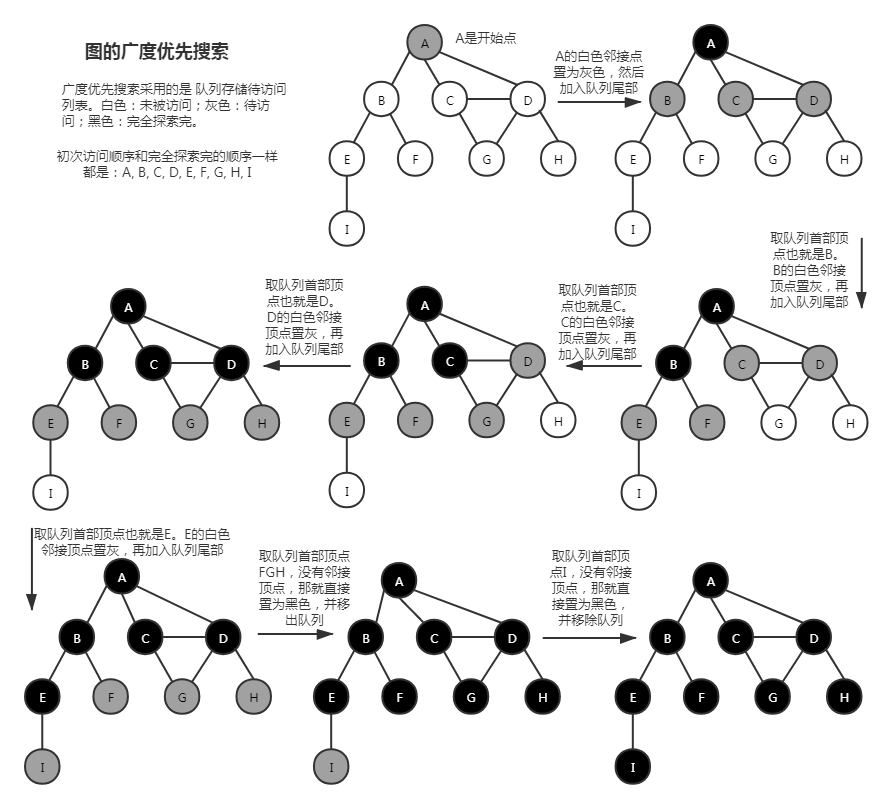 图的广度优先搜索
广度优先搜索采用的是 队列存储待访问
列表。白色：未被访问；灰色：待访
问；黑色：完全探索完。
初次访问顺序和完全探索完的顺序一样
都是：A, B, C, D, E, F, G, H, I
A
A是开始点
B
C
D
E
F
G
H
I
A的白色邻接点
置为灰色，然后
加入队列尾部
A
B
C
D
E
F
G
H
I
取队列首部顶
点也就是B。
B的白色邻接
顶点置灰，再
加入队列尾部
A
B
C
D
E
F
G
H
I
取队列首部顶
点也就是C。
C的白色邻接
顶点置灰，再
加入队列尾部
A
B
C
D
E
F
G
H
I
取队列首部顶
点也就是D。
D的白色邻接
顶点置灰，再
加入队列尾部
A
B
C
D
E
F
G
H
I
取队列首部顶点也就是E。E的白色
邻接顶点置灰，再加入队列尾部
A
B
C
D
E
F
G
H
I
取队列首部顶点
FGH，没有邻接
顶点，那就直接
置为黑色，并移
出队列
A
B
C
D
E
F
G
H
I
取队列首部顶
点I，没有邻接
顶点，那就直
接置为黑色，
并移除队列
A
B
C
D
E
F
G
H
I